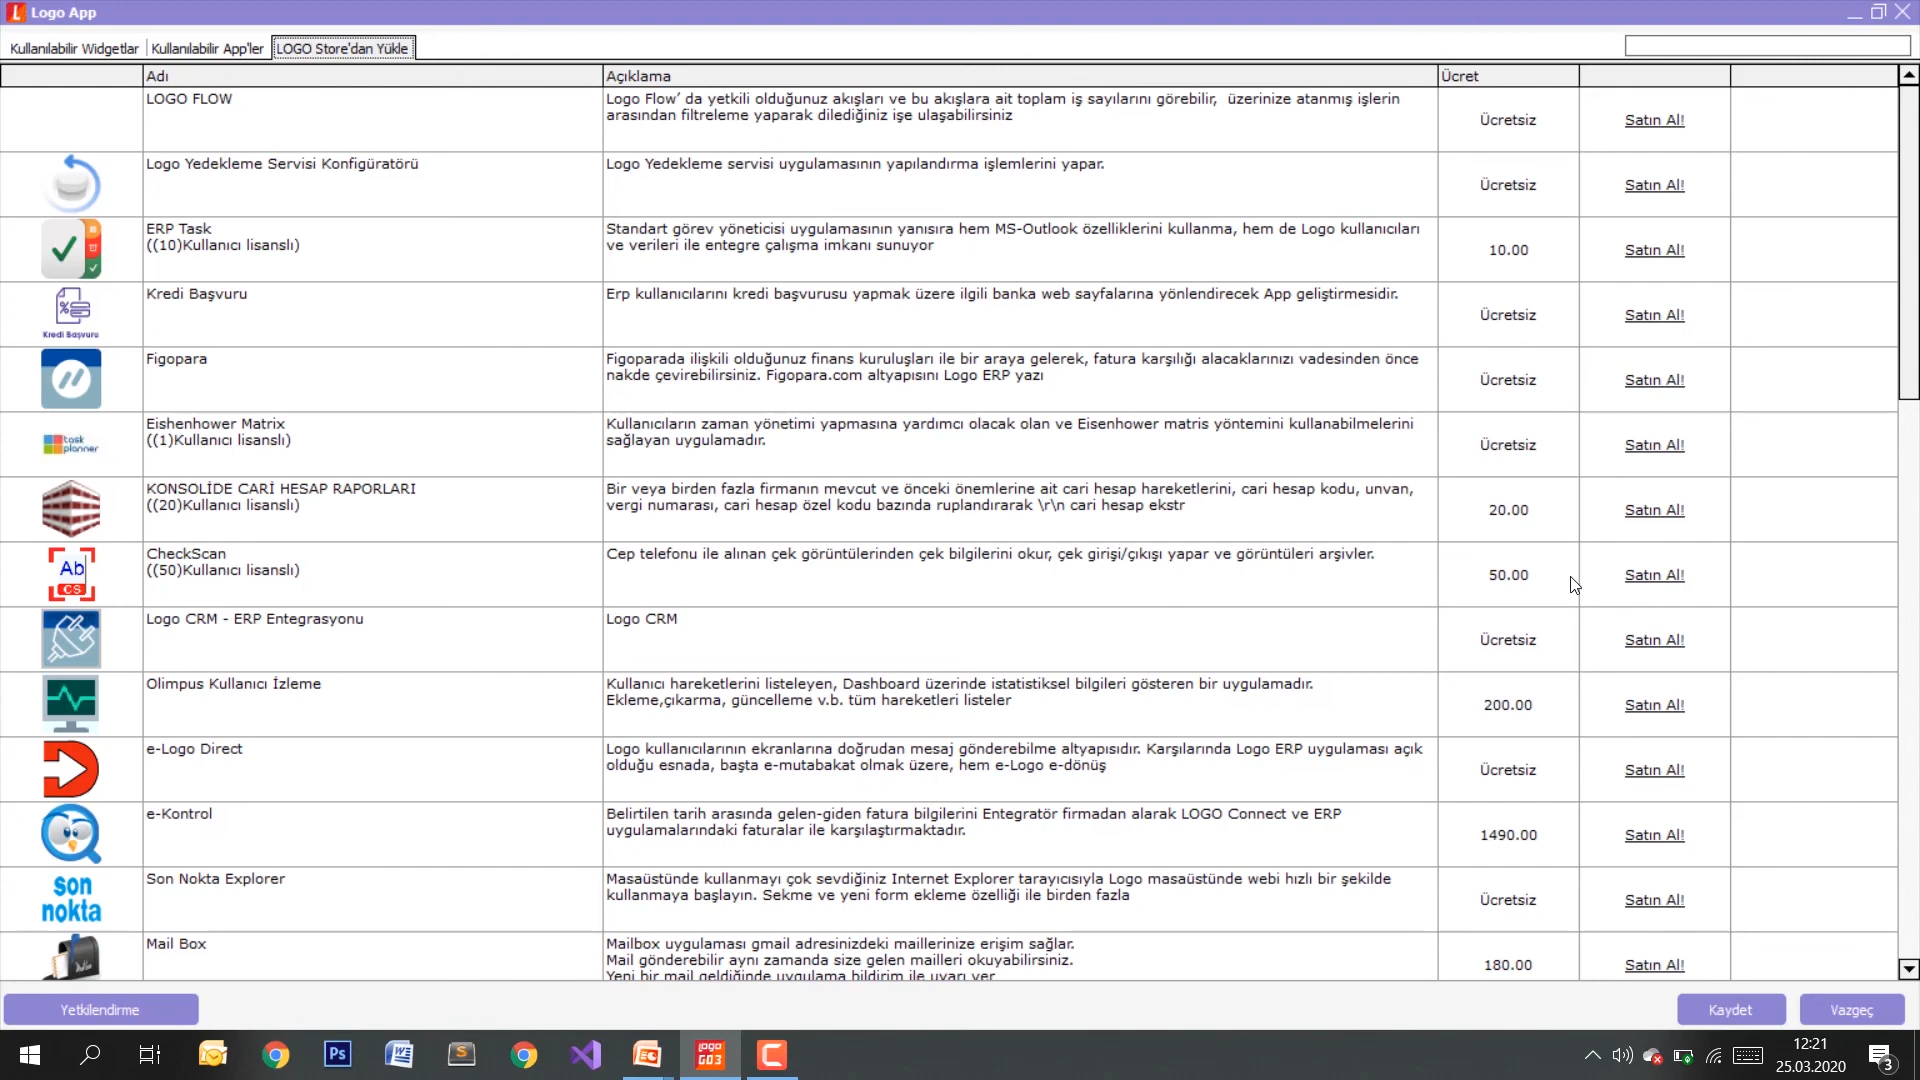 Logo App
Kullanılabilir Widgetlar
Kullanılabilir App'ler
LOGO Store'dan Yükle
Adı
Açıklama
Ücret
LOGO FLOW
Logo Flow’ da yetkili olduğunuz akışları ve bu akışlara ait toplam iş sayılarını görebilir,  üzerinize atanmış işlerin
arasından filtreleme yaparak dilediğiniz işe ulaşabilirsiniz
Ücretsiz
Satın Al!
Logo Yedekleme Servisi Konfigüratörü
Logo Yedekleme servisi uygulamasının yapılandırma işlemlerini yapar.
Ücretsiz
Satın Al!
ERP Task
((10)Kullanıcı lisanslı)
Standart görev yöneticisi uygulamasının yanısıra hem MS-Outlook özelliklerini kullanma, hem de Logo kullanıcıları
ve verileri ile entegre çalışma imkanı sunuyor
10.00
Satın Al!
Kredi Başvuru
Kredi Başvuru
Erp kullanıcılarını kredi başvurusu yapmak üzere ilgili banka web sayfalarına yönlendirecek App geliştirmesidir.
Ücretsiz
Satın Al!
Figopara
Figoparada ilişkili olduğunuz finans kuruluşları ile bir araya gelerek, fatura karşılığı alacaklarınızı vadesinden önce
nakde çevirebilirsiniz. Figopara.com altyapısını Logo ERP yazı
Ücretsiz
Satın Al!
task
planner
Eishenhower Matrix
((1)Kullanıcı lisanslı)
Kullanıcıların zaman yönetimi yapmasına yardımcı olacak olan ve Eisenhower matris yöntemini kullanabilmelerini
sağlayan uygulamadır.
Ücretsiz
Satın Al!
KONSOLİDE CARİ HESAP RAPORLARI
((20)Kullanıcı lisanslı)
Bir veya birden fazla firmanın mevcut ve önceki önemlerine ait cari hesap hareketlerini, cari hesap kodu, unvan,
vergi numarası, cari hesap özel kodu bazında ruplandırarak \r\n cari hesap ekstr
20.00
Satın Al!
Ab
CS
CheckScan
((50)Kullanıcı lisanslı)
Cep telefonu ile alınan çek görüntülerinden çek bilgilerini okur, çek girişi/çıkışı yapar ve görüntüleri arşivler.
50.00
Satın Al!
Logo CRM - ERP Entegrasyonu
Logo CRM
Ücretsiz
Satın Al!
Olimpus Kullanıcı İzleme
Kullanıcı hareketlerini listeleyen, Dashboard üzerinde istatistiksel bilgileri gösteren bir uygulamadır.
Ekleme,çıkarma, güncelleme v.b. tüm hareketleri listeler
200.00
Satın Al!
e-Logo Direct
Logo kullanıcılarının ekranlarına doğrudan mesaj gönderebilme altyapısıdır. Karşılarında Logo ERP uygulaması açık
olduğu esnada, başta e-mutabakat olmak üzere, hem e-Logo e-dönüş
Ücretsiz
Satın Al!
e-Kontrol
Belirtilen tarih arasında gelen-giden fatura bilgilerini Entegratör firmadan alarak LOGO Connect ve ERP
uygulamalarındaki faturalar ile karşılaştırmaktadır.
1490.00
Satın Al!
son
nokta
Son Nokta Explorer
Masaüstünde kullanmayı çok sevdiğiniz Internet Explorer tarayıcısıyla Logo masaüstünde webi hızlı bir şekilde
kullanmaya başlayın. Sekme ve yeni form ekleme özelliği ile birden fazla
Ücretsiz
Satın Al!
Mail Box
Mailbox uygulaması gmail adresinizdeki maillerinize erişim sağlar.
Mail gönderebilir aynı zamanda size gelen mailleri okuyabilirsiniz.
Yeni bir mail geldiğinde uygulama bildirim ile uyarı ver
180.00
Satın Al!
Yetkilendirme
Kaydet
Vazgeç
Ps
LOGO
GO3
12:21
25.03.2020
3